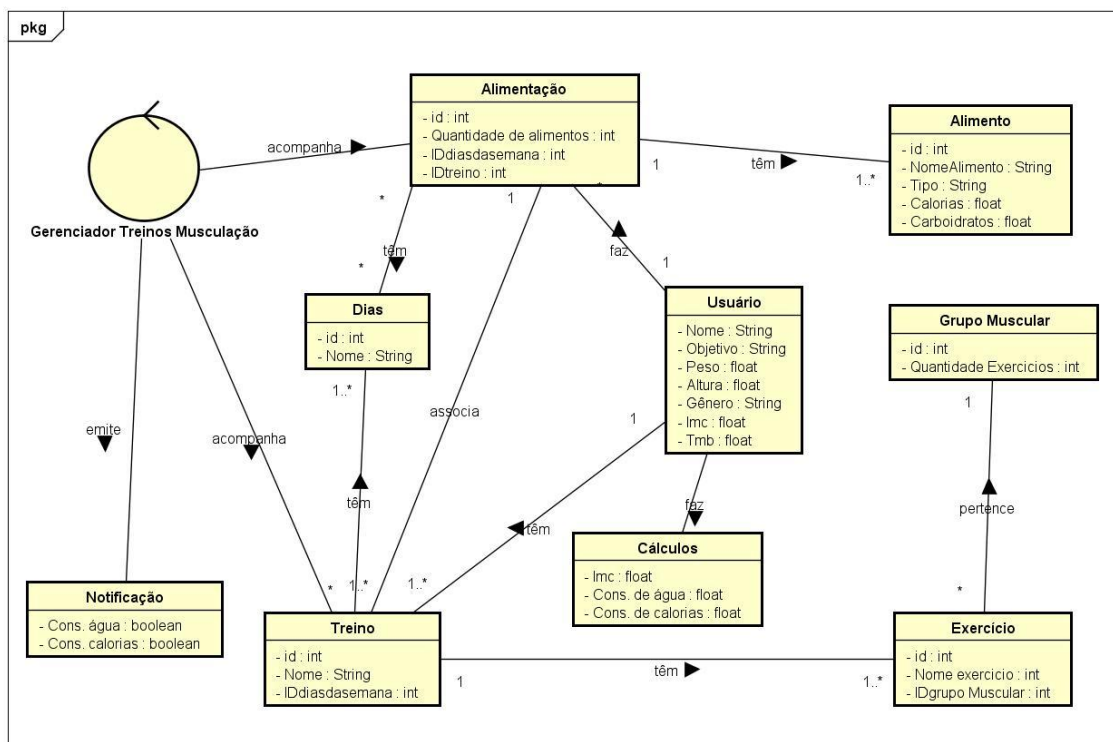 pkg
Gerenciador Treinos Musculação
acompanha
Alimentação
- id : int
- Quantidade de alimentos : int
- IDdiasdasemana : int
- IDtreino : int
1
têm
1..*
Alimento
- id : int
- NomeAlimento : String
- Tipo : String
- Calorias : float
- Carboidratos : float
*
têm
*
1
*
faz
1
Dias
- id : int
- Nome : String
Usuário
- Nome : String
- Objetivo : String
- Peso : float
- Altura : float
- Gênero : String
- Imc : float
- Tmb : float
Grupo Muscular
- id : int
- Quantidade Exercicios : int
1..*
associa
1
1
emite
acompanha
têm
têm
faz
pertence
Cálculos
- Imc : float
- Cons. de água : float
- Cons. de calorias : float
Notificação
- Cons. água : boolean
- Cons. calorias : boolean
*
1..*
1..*
*
Treino
- id : int
- Nome : String
- IDdiasdasemana : int
1
têm
1..*
Exercício
- id : int
- Nome exercicio : int
- IDgrupo Muscular : int